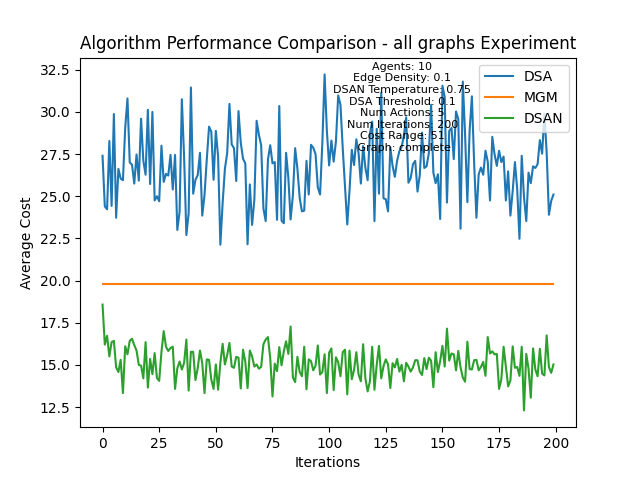 Algorithm Performance Comparison - all graphs Experiment
Agents: 10
Edge Density: 0.1
DSAN Temperature: 0.75
DSA Threshold: 0.1
Num Actions: 5
Num Iterations: 200
Cost Range: 51
Graph: complete
DSA
MGM
DSAN
Average Cost
32.5
30.0
27.5
25.0
22.5
20.0
17.5
15.0
12.5
0 25 50 75 100 125 150 175 200
Iterations